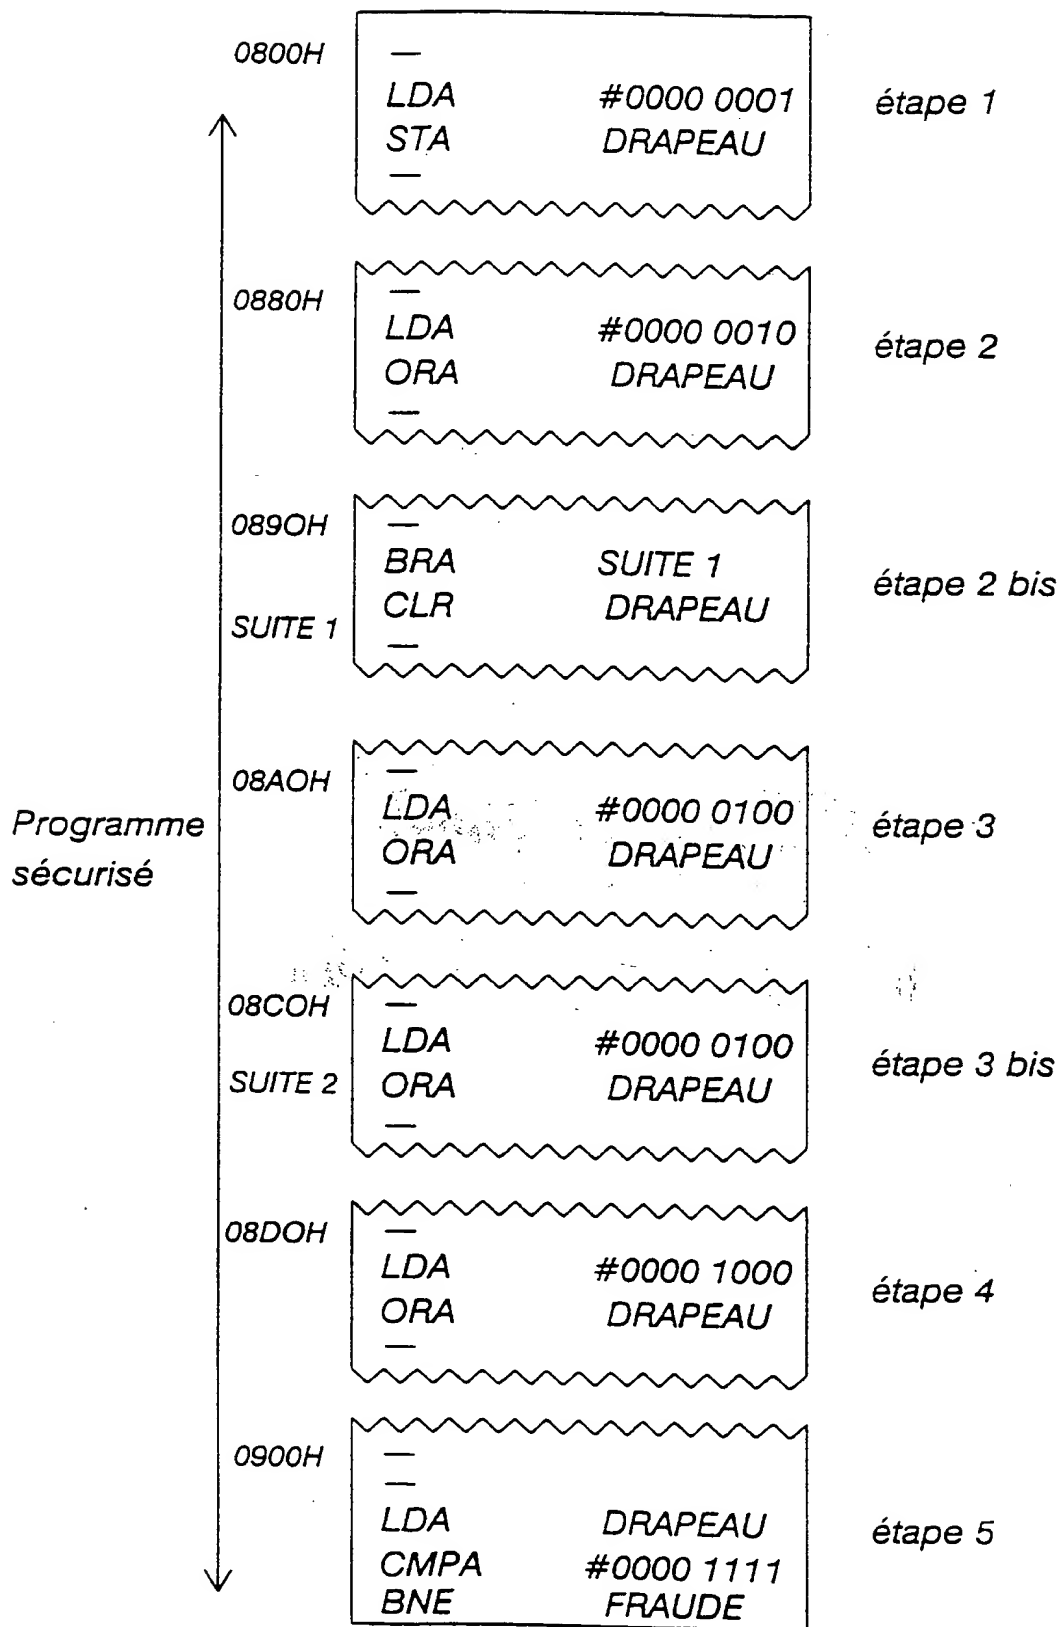 0800H
—
LDA #0000 0001 étape 1
STA DRAPEAU
—
0880H
—
LDA #0000 0010 étape 2
ORA DRAPEAU
—
089OH
—
BRA SUITE 1
CLR DRAPEAU étape 2 bis
SUITE 1
—
08AOH
—
LDA #0000 0100 étape 3
ORA DRAPEAU
—
Programme
sécurisé
08COH
—
LDA #0000 0100 étape 3 bis
SUITE 2 ORA DRAPEAU
—
08DOH
—
LDA #0000 1000 étape 4
ORA DRAPEAU
—
0900H
—
—
LDA DRAPEAU étape 5
CMPA #0000 1111
BNE FRAUDE